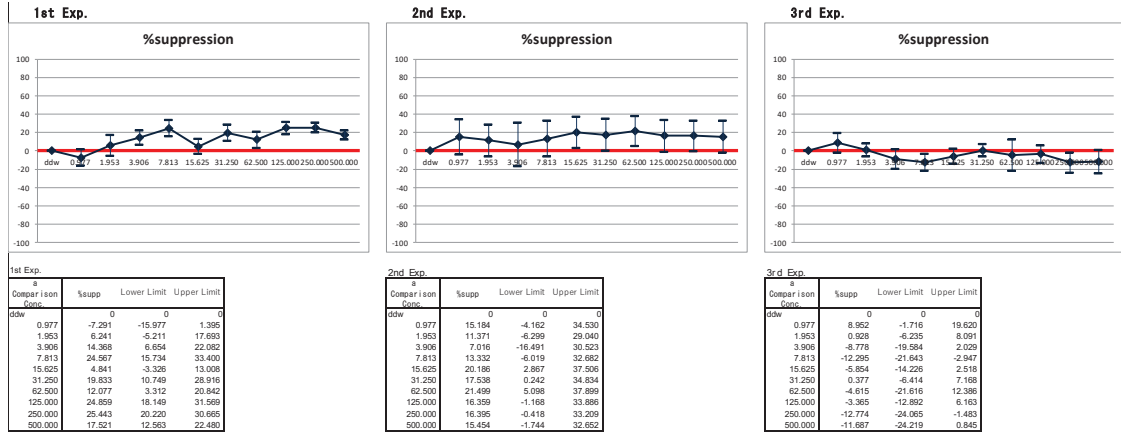 1st Exp.
%suppression
100
80
60
40
20
0
-20
-40
-60
-80
-100
ddw 0.977 1.953 3.906 7.813 15.625 31.250 62.500 125.000 250.000 500.000
2nd Exp.
%suppression
100
80
60
40
20
0
-20
-40
-60
-80
-100
ddw 0.977 1.953 3.906 7.813 15.625 31.250 62.500 125.000 250.000 500.000
3rd Exp.
%suppression
100
80
60
40
20
0
-20
-40
-60
-80
-100
ddw 0.977 1.953 3.906 7.813 15.625 31.250 62.500 125.000 250.000 500.000
1st Exp.
a
Comparison
Conc. %supp Lower Limit Upper Limit
ddw 0 0 0
0.977 -7.291 -15.977 1.395
1.953 6.241 -5.211 17.693
3.906 14.368 6.654 22.082
7.813 24.567 15.734 33.400
15.625 4.841 -3.326 13.008
31.250 19.833 10.749 28.916
62.500 12.077 3.312 20.842
125.000 24.859 18.149 31.569
250.000 25.443 20.220 30.665
500.000 17.521 12.563 22.480
2nd Exp.
a
Comparison
Conc. %supp Lower Limit Upper Limit
ddw 0 0 0
0.977 15.184 -4.162 34.530
1.953 11.371 -6.299 29.040
3.906 7.016 -16.491 30.523
7.813 13.332 -6.019 32.682
15.625 20.186 2.867 37.506
31.250 17.538 0.242 34.834
62.500 21.499 5.098 37.899
125.000 16.359 -1.168 33.886
250.000 16.395 -0.418 33.209
500.000 15.454 -1.744 32.652
3rd Exp.
a
Comparison
Conc. %supp Lower Limit Upper Limit
ddw 0 0 0
0.977 8.952 -1.716 19.620
1.953 0.928 -6.235 8.091
3.906 -8.778 -19.584 2.029
7.813 -12.295 -21.643 -2.947
15.625 -5.854 -14.226 2.518
31.250 0.377 -6.414 7.168
62.500 -4.615 -21.616 12.386
125.000 -3.365 -12.892 6.163
250.000 -12.774 -24.065 -1.483
500.000 -11.687 -24.219 0.845